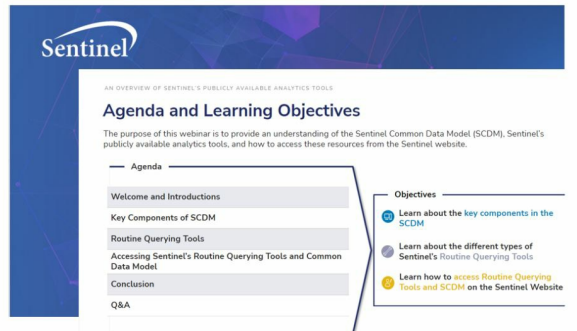 Sentinel
AN OVERVIEW OF SENTINEL'S PUBLICLY AVAILABLE ANALYTICS TOOLS
Agenda and Learning Objectives
The purpose of this webinar is to provide an understanding of the Sentinel Common Data Model (SCDM), Sentinel's
publicly available analytics tools, and how to access these resources from the Sentinel website.
Agenda
Welcome and Introductions
Key Components of SCDM
Routine Querying Tools
Accessing Sentinel's Routine Querying Tools and Common
Data Model
Conclusion
Q&A
Objectives
Learn about the key components in the
SCDM
Learn about the different types of
Sentinel's Routine Querying Tools
Learn how to access Routine Querying
Tools and SCDM on the Sentinel Website